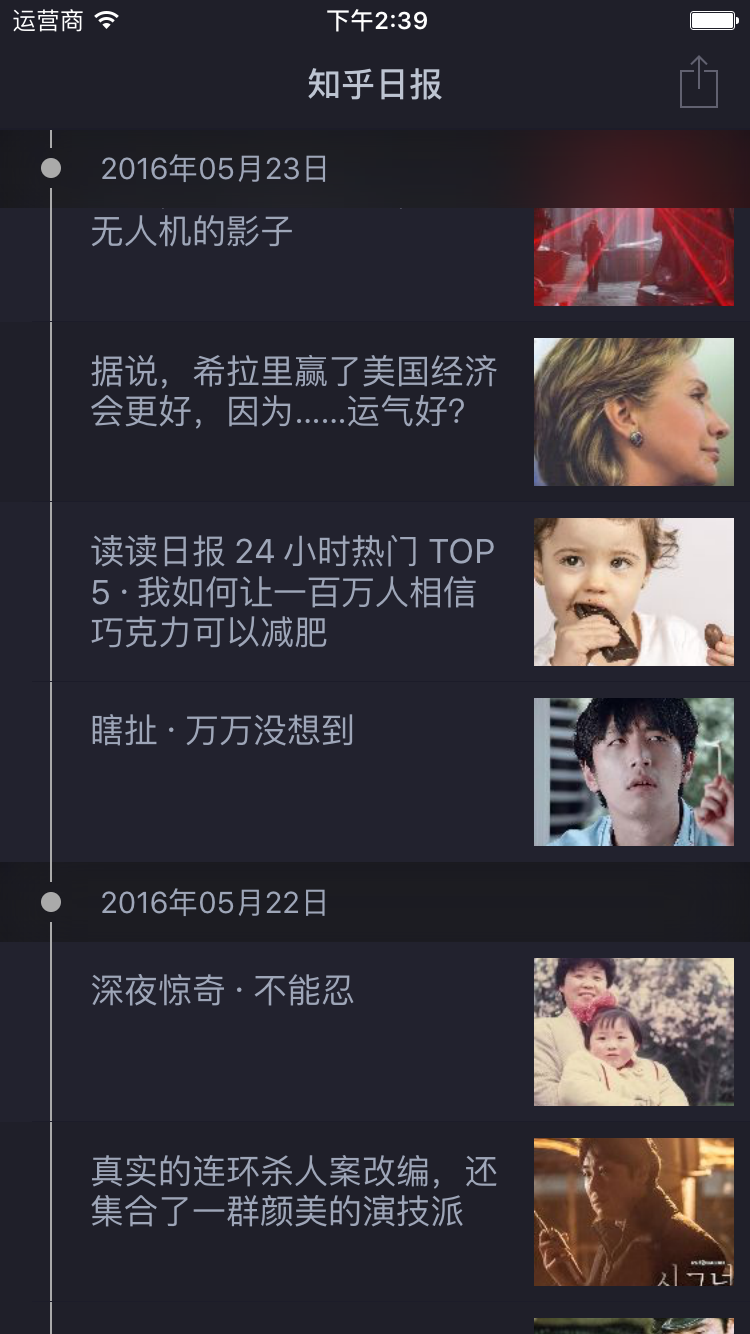 运营商 下午2:39
知乎日报
2016年05月23日
无人机的影子
据说，希拉里赢了美国经济
会更好，因为……运气好？
读读日报 24 小时热门 TOP
5 · 我如何让一百万人相信
巧克力可以减肥
瞎扯 · 万万没想到
2016年05月22日
深夜惊奇 · 不能忍
真实的连环杀人案改编，还
集合了一群颜美的演技派
시그널